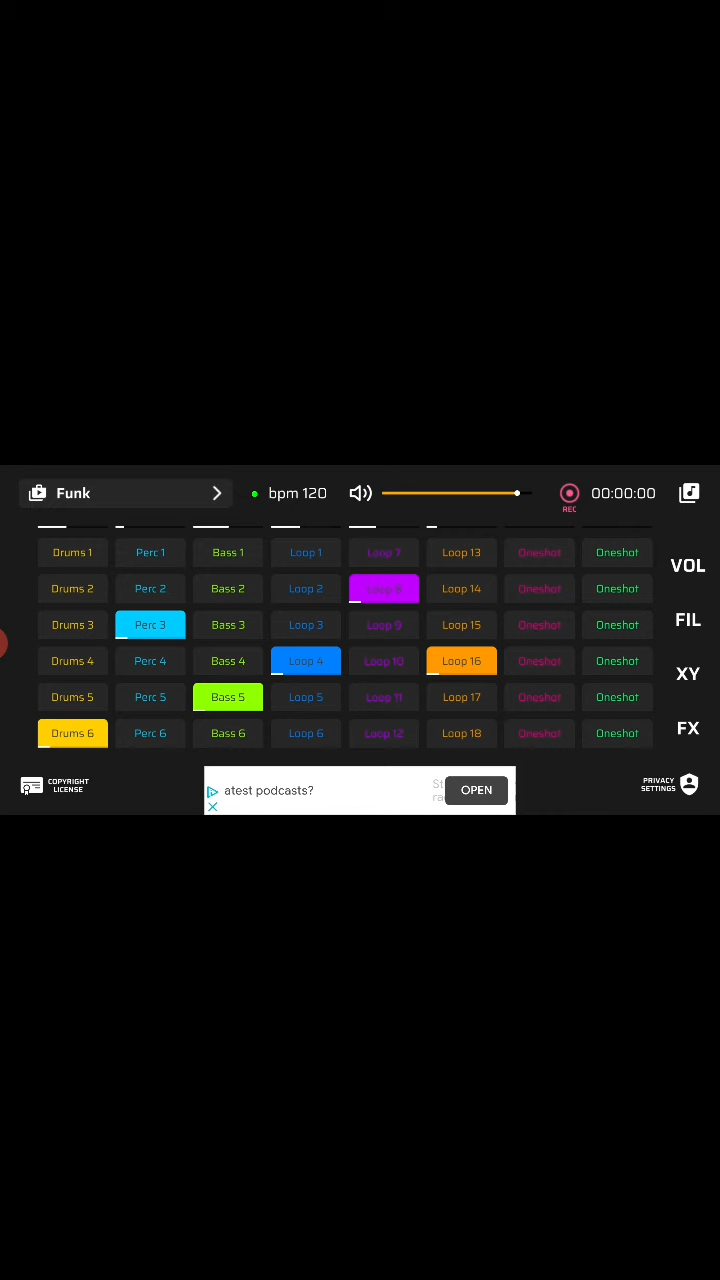 Funk
bpm 120
00:00:00
REC
Drums 1 Perc 1 Bass 1 Loop 1 Loop 7 Loop 13 Oneshot Oneshot
VOL
Drums 2 Perc 2 Bass 2 Loop 2 Loop 8 Loop 14 Oneshot Oneshot
Drums 3 Perc 3 Bass 3 Loop 3 Loop 9 Loop 15 Oneshot Oneshot
FIL
Drums 4 Perc 4 Bass 4 Loop 4 Loop 10 Loop 16 Oneshot Oneshot
XY
Drums 5 Perc 5 Bass 5 Loop 5 Loop 11 Loop 17 Oneshot Oneshot
Drums 6 Perc 6 Bass 6 Loop 6 Loop 12 Loop 18 Oneshot Oneshot
FX
COPYRIGHT
LICENSE
atest podcasts?
St
ra
OPEN
PRIVACY
SETTINGS